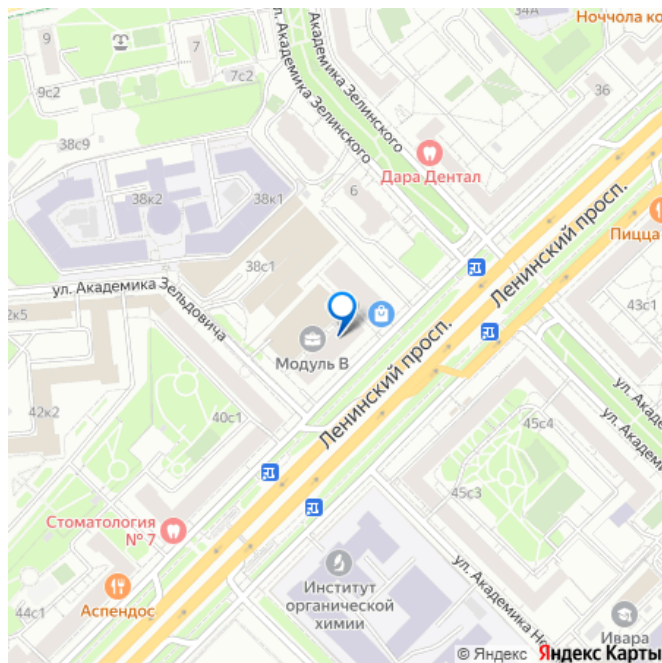 34А
Ноччола ко
9
7
7с2
9с2
ул. Академика Зелинского
Академика Зелинского
36
38с9
Дара Дентал
38к2
38к1
6
Ленинский просп.
Пицца
38с1
ул. Академика Зельдовича
43с1
к5
Модуль В
Ленинский просп.
ул. Академика
ул. Академика
42к2
40с1
45с4
45с3
Стоматология
№ 7
ул. Академика Не
Институт
органической
химии
Аспендос
44с1
Ивара
© Яндекс Яндекс Карты